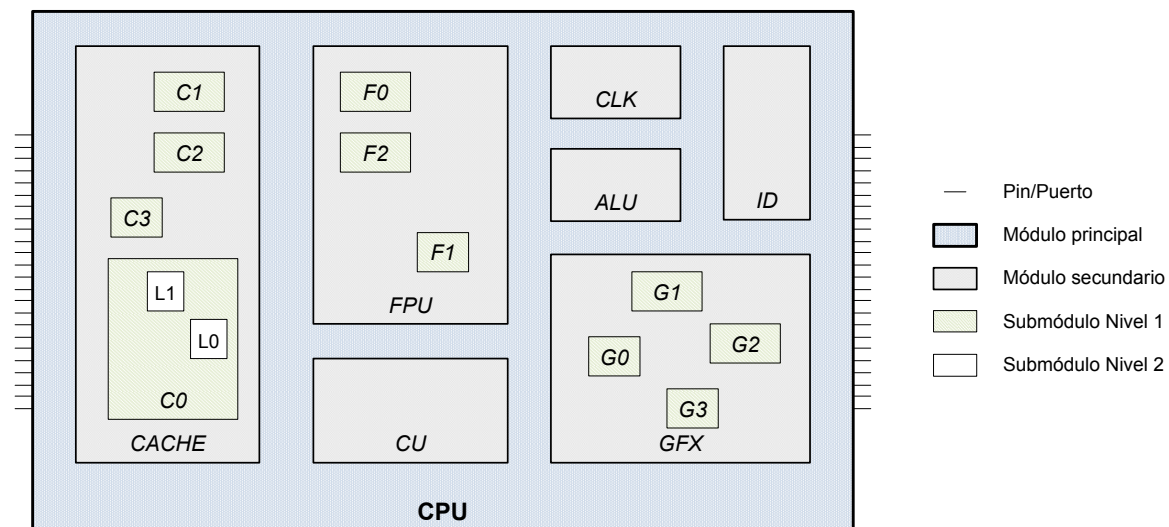 C1
C2
C3
L1
L0
C0
CACHE
F0
F2
F1
FPU
CU
CLK
ALU
ID
G1
G2
G0
G3
GFX
CPU
Pin/Puerto
Módulo principal
Módulo secundario
Submódulo Nivel 1
Submódulo Nivel 2